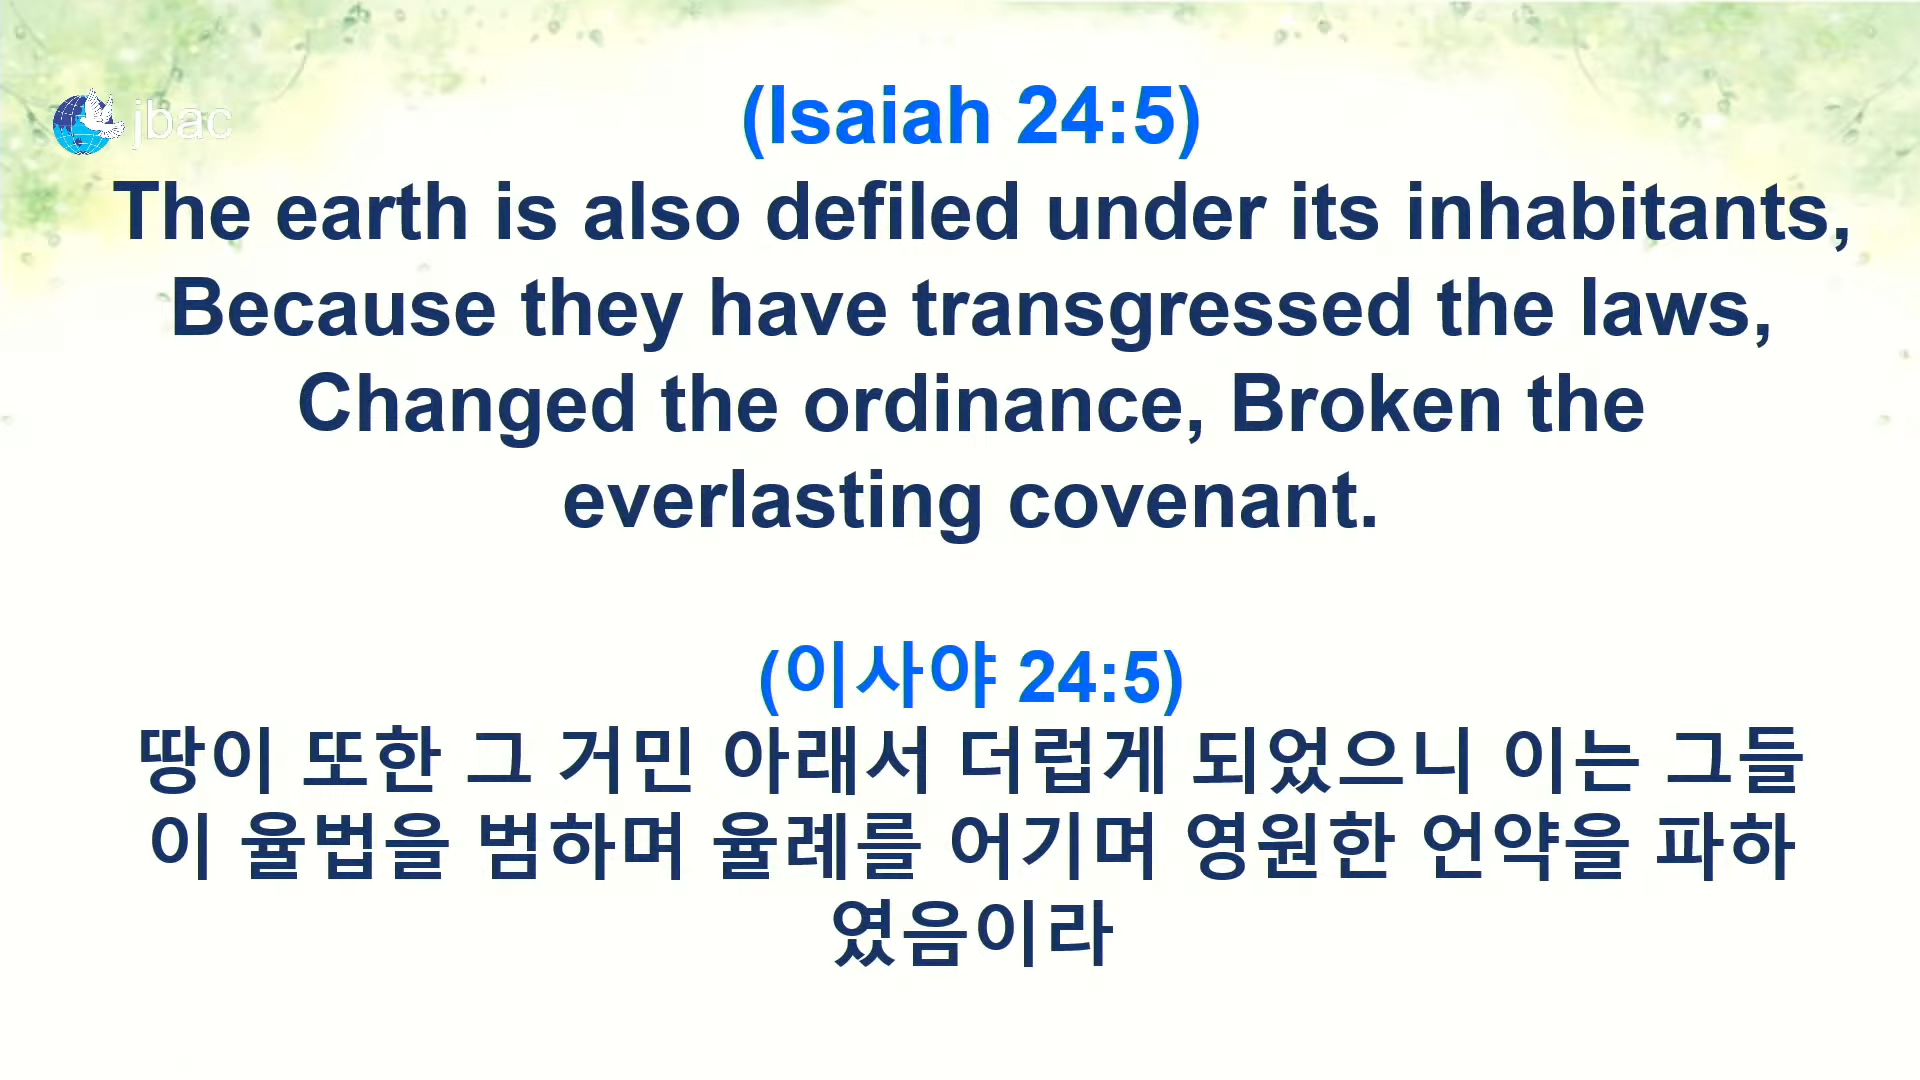 jbac
(Isaiah 24:5)
The earth is also defiled under its inhabitants,
Because they have transgressed the laws,
Changed the ordinance, Broken the
everlasting covenant.
(이사야 24:5)
땅이 또한 그 거민 아래서 더럽게 되었으니 이는 그들
이 율법을 범하며 율례를 어기며 영원한 언약을 파하
였음이라